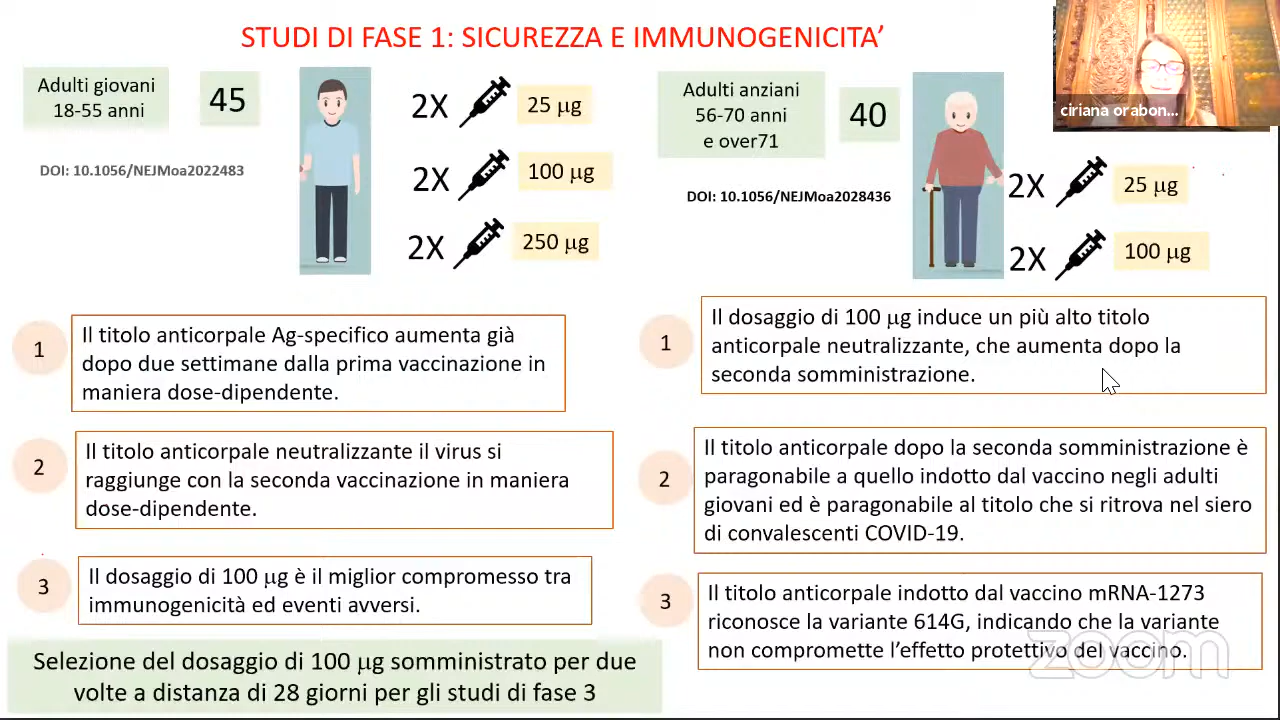 STUDI DI FASE 1: SICUREZZA E IMMUNOGENICITA’
ciriana orabon...
Adulti giovani
18-55 anni
45
DOI: 10.1056/NEJMoa2022483
2X
25 µg
2X
100 µg
2X
250 µg
Adulti anziani
56-70 anni
e over71
40
DOI: 10.1056/NEJMoa2028436
2X
25 µg
2X
100 µg
1
Il titolo anticorpale Ag-specifico aumenta già
dopo due settimane dalla prima vaccinazione in
maniera dose-dipendente.
2
Il titolo anticorpale neutralizzante il virus si
raggiunge con la seconda vaccinazione in maniera
dose-dipendente.
3
Il dosaggio di 100 µg è il miglior compromesso tra
immunogenicità ed eventi avversi.
Selezione del dosaggio di 100 µg somministrato per due
volte a distanza di 28 giorni per gli studi di fase 3
1
Il dosaggio di 100 µg induce un più alto titolo
anticorpale neutralizzante, che aumenta dopo la
seconda somministrazione.
2
Il titolo anticorpale dopo la seconda somministrazione è
paragonabile a quello indotto dal vaccino negli adulti
giovani ed è paragonabile al titolo che si ritrova nel siero
di convalescenti COVID-19.
3
Il titolo anticorpale indotto dal vaccino mRNA-1273
riconosce la variante 614G, indicando che la variante
non compromette l’effetto protettivo del vaccino.
zoom